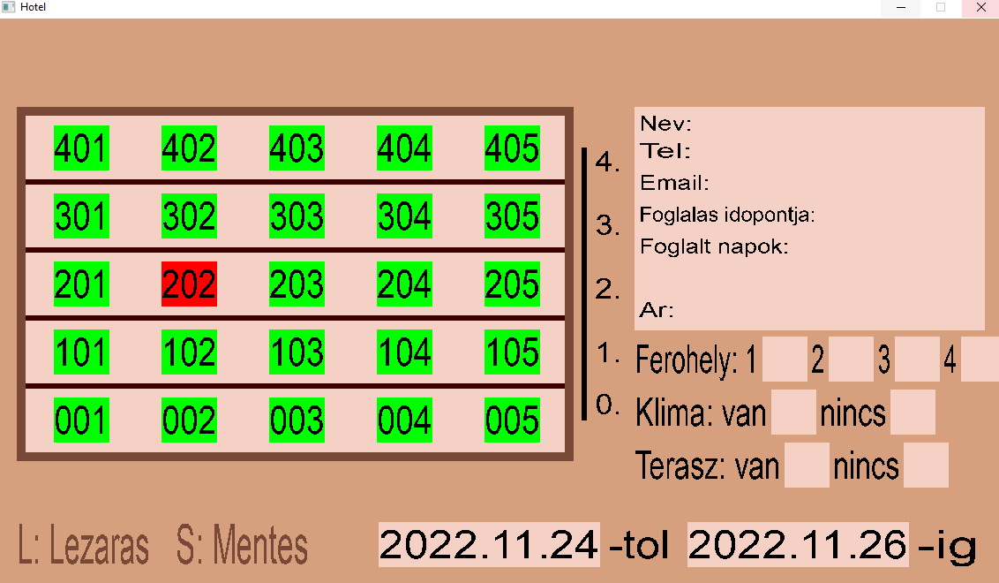 Hotel
401 402 403 404 405
301 302 303 304 305
201 202 203 204 205
101 102 103 104 105
001 002 003 004 005
4.
3.
2.
1.
0.
Nev:
Tel:
Email:
Foglalas idopontja:
Foglalt napok:
Ar:
Ferohely: 1 2 3 4
Klima: van nincs
Terasz: van nincs
L: Lezaras S: Mentes
2022.11.24 -tol 2022.11.26 -ig